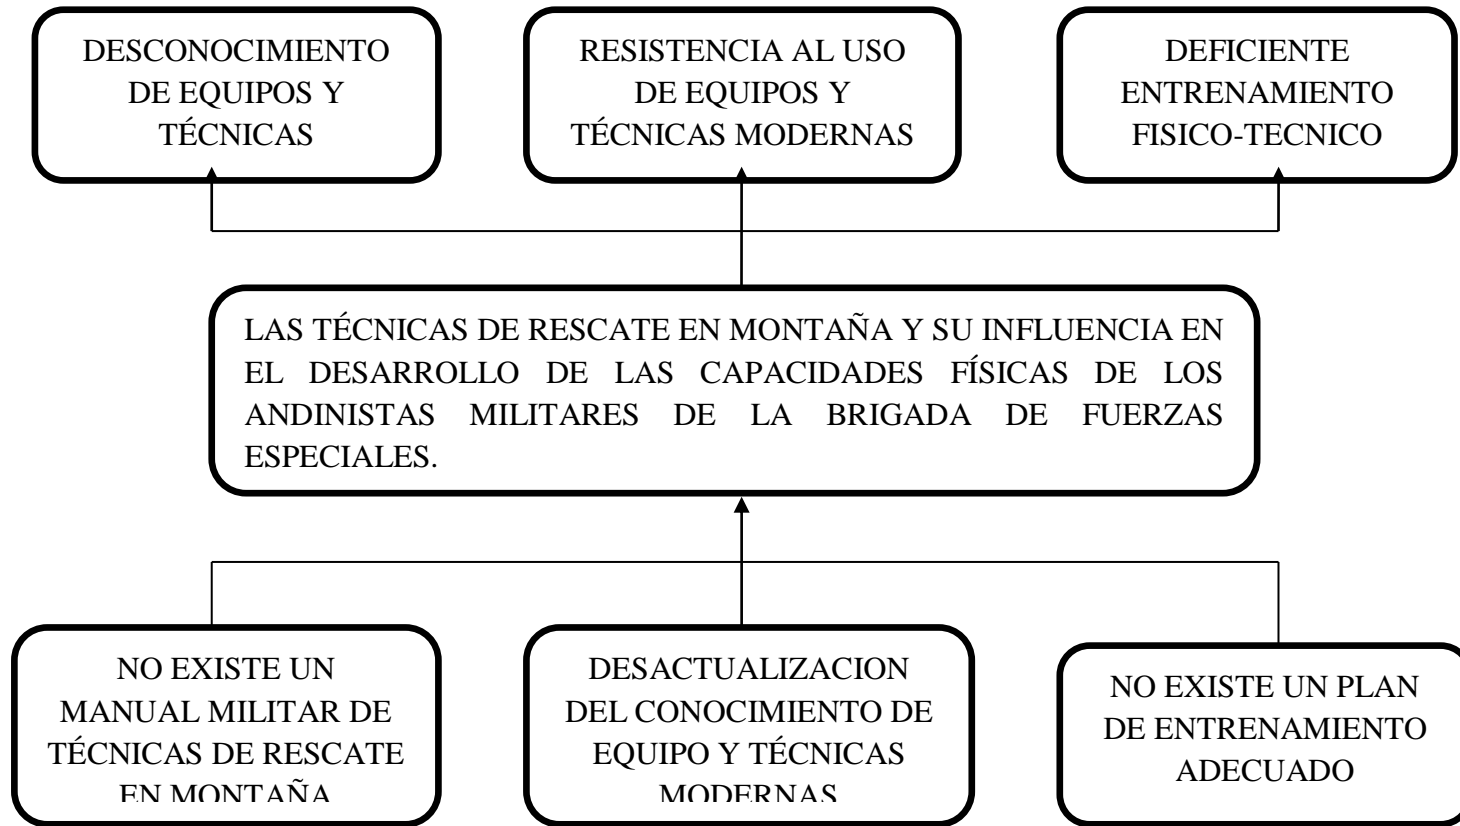 DESCONOCIMIENTO
DE EQUIPOS Y
TÉCNICAS
RESISTENCIA AL USO
DE EQUIPOS Y
TÉCNICAS MODERNAS
DEFICIENTE
ENTRENAMIENTO
FISICO-TECNICO
LAS TÉCNICAS DE RESCATE EN MONTAÑA Y SU INFLUENCIA EN
EL DESARROLLO DE LAS CAPACIDADES FÍSICAS DE LOS
ANDINISTAS MILITARES DE LA BRIGADA DE FUERZAS
ESPECIALES.
NO EXISTE UN
MANUAL MILITAR DE
TÉCNICAS DE RESCATE
EN MONTAÑA
DESACTUALIZACION
DEL CONOCIMIENTO DE
EQUIPO Y TÉCNICAS
MODERNAS
NO EXISTE UN PLAN
DE ENTRENAMIENTO
ADECUADO